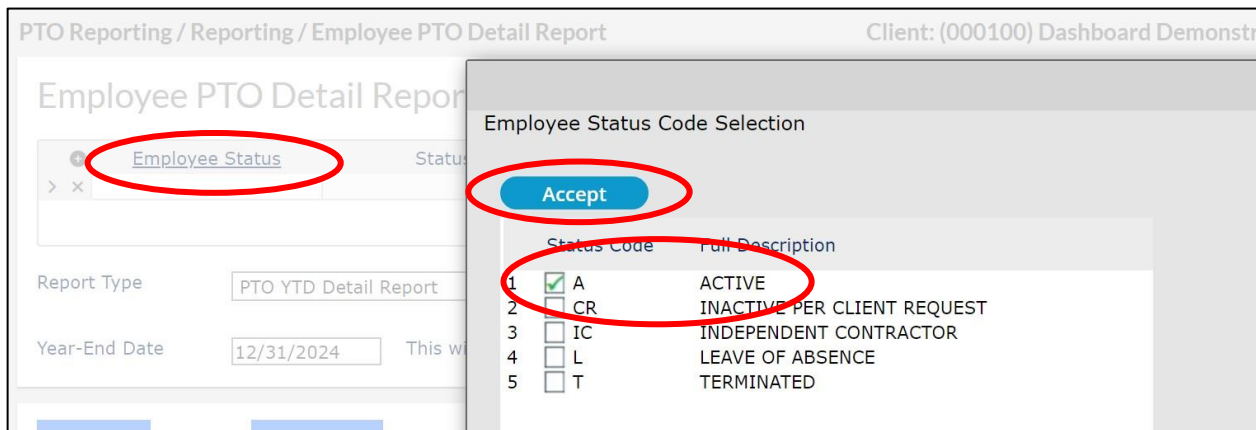 PTO Reporting / Reporting / Employee PTO Detail Report Client: (000100) Dashboard Demonstr
Employee PTO Detail Repor
Employee Status Status
Report Type PTO YTD Detail Report
Year-End Date 12/31/2024 This wi
Employee Status Code Selection
Accept
Status Code Full Description
1 A ACTIVE
2 CR INACTIVE PER CLIENT REQUEST
3 IC INDEPENDENT CONTRACTOR
4 L LEAVE OF ABSENCE
5 T TERMINATED